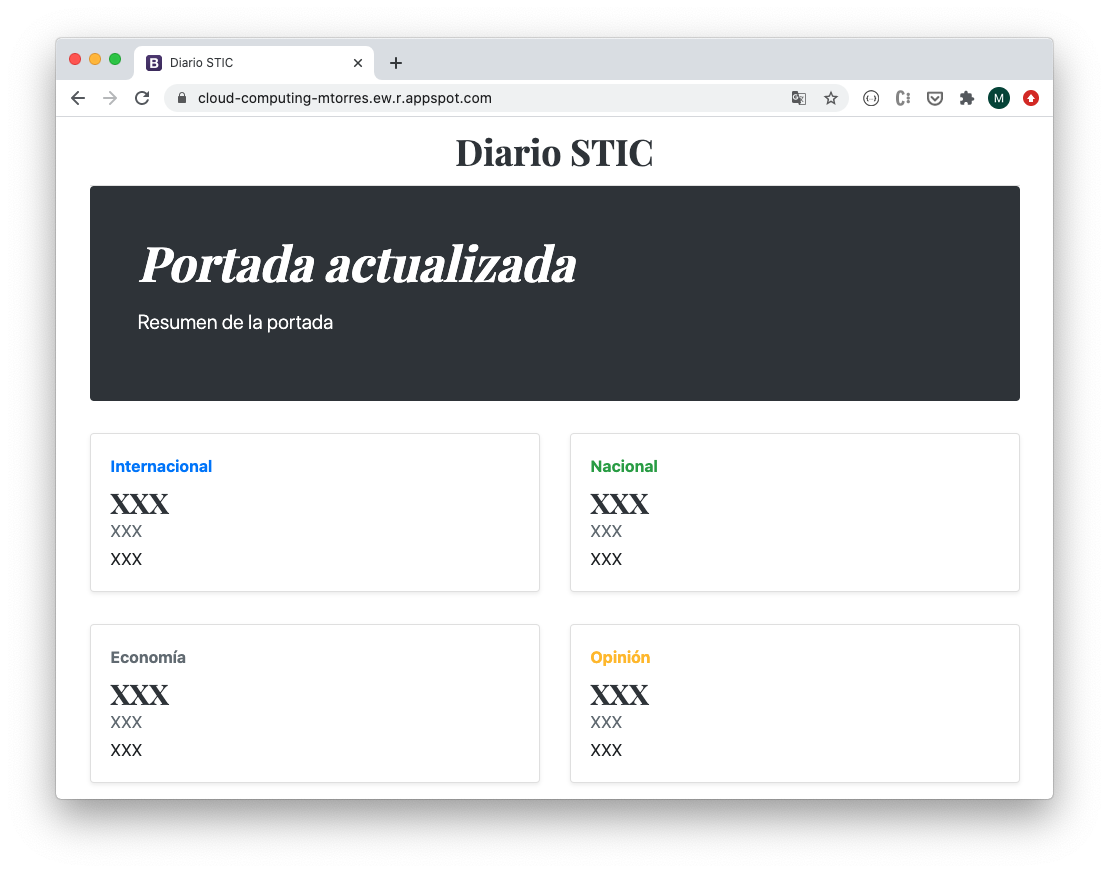 B Diario STIC
cloud-computing-mtorres.ew.r.appspot.com
M
Diario STIC
Portada actualizada
Resumen de la portada
Internacional
XXX
XXX
XXX
Nacional
XXX
XXX
XXX
Economía
XXX
XXX
XXX
Opinión
XXX
XXX
XXX